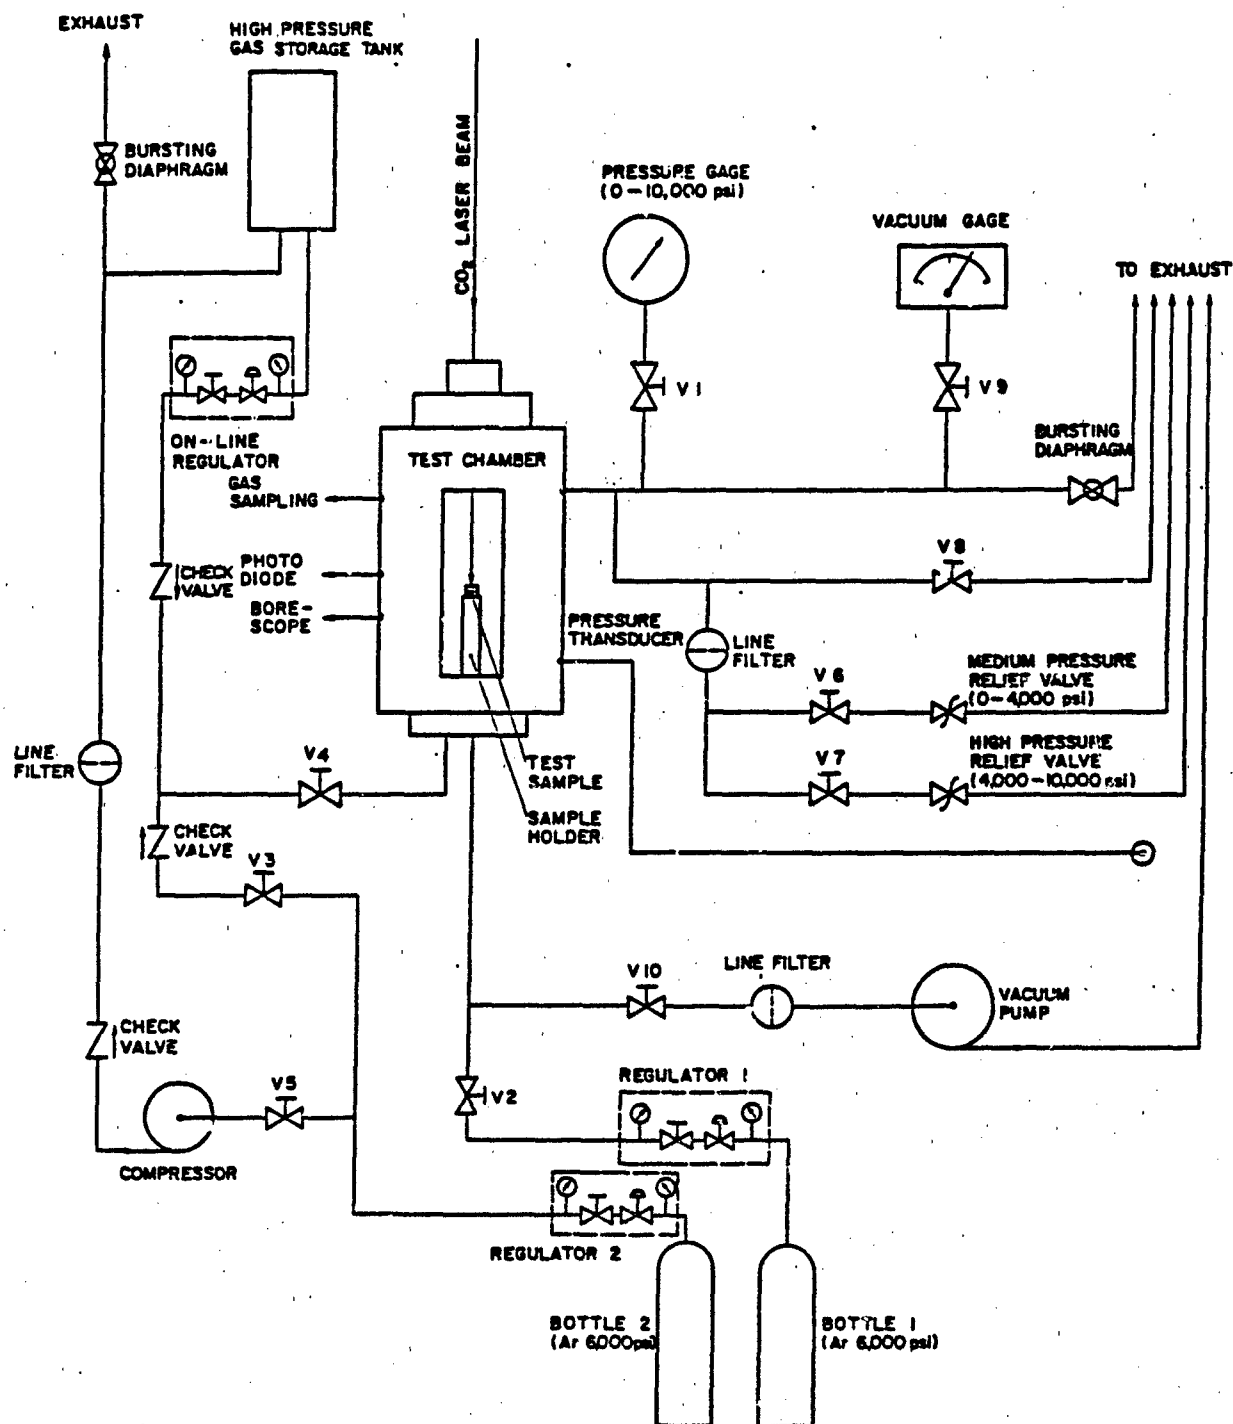 EXHAUST
HIGH PRESSURE
GAS STORAGE TANK
BURSTING
DIAPHRAGM
CO2 LASER BEAM
PRESSURE GAGE
(0-10,000 psi)
VACUUM GAGE
TO EXHAUST
V1
V9
ON-LINE
REGULATOR
TEST CHAMBER
BURSTING
DIAPHRAGM
GAS
SAMPLING
V8
CHECK
VALVE
PHOTO
DIODE
BORE-
SCOPE
PRESSURE
TRANSDUCER
LINE
FILTER
V6
MEDIUM PRESSURE
RELIEF VALVE
(0-4,000 psi)
LINE
FILTER
V4
TEST
SAMPLE
V7
HIGH PRESSURE
RELIEF VALVE
(4,000-10,000 psi)
SAMPLE
HOLDER
CHECK
VALVE
V3
V10
LINE FILTER
VACUUM
PUMP
CHECK
VALVE
V5
V2
REGULATOR 1
COMPRESSOR
REGULATOR 2
BOTTLE 2
(Ar 6,000psi)
BOTTLE 1
(Ar 6,000 psi)